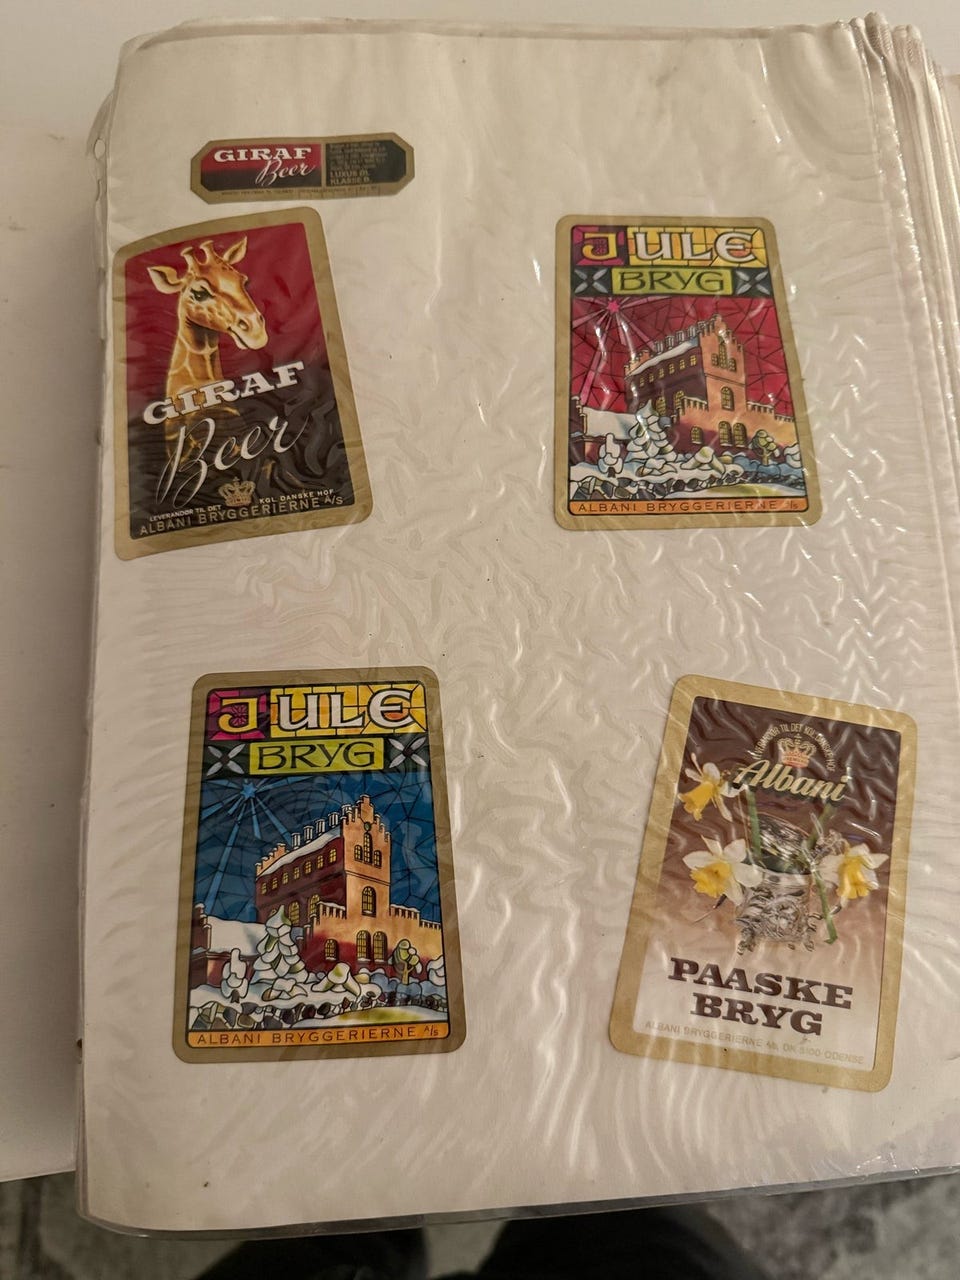 GIRAF
Beer
LUXUS ØL
KLASSE B.
GIRAF
Beer
LEVERANDØR TIL DET KGL. DANSKE HOF
ALBANI BRYGGERIERNE A/S
JULE
BRYG
ALBANI BRYGGERIERNE A/S
JULE
BRYG
ALBANI BRYGGERIERNE A/S
Albani
PAASKE
BRYG
ALBANI BRYGGERIERNE A/S, DK 5100 ODENSE